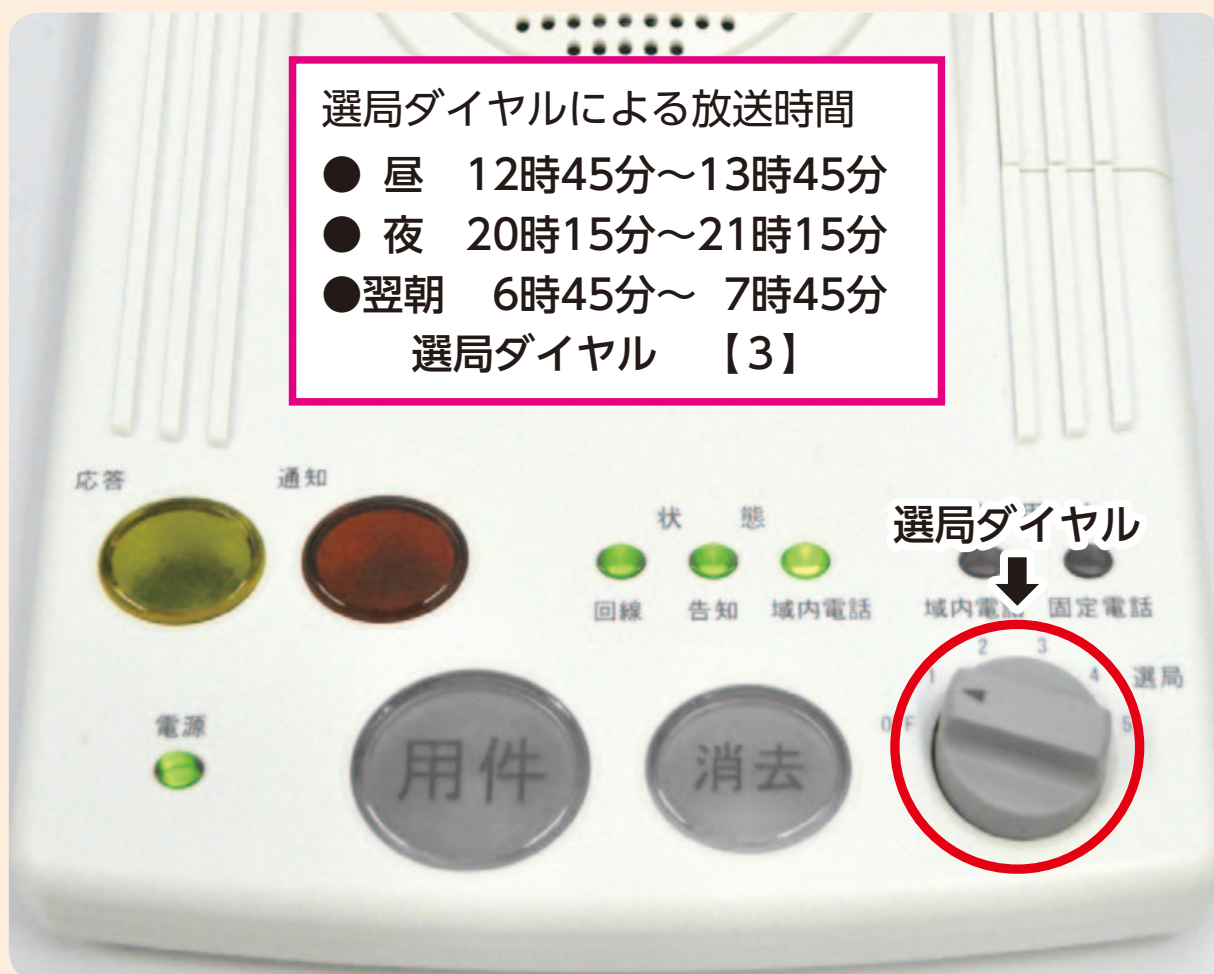 選局ダイヤルによる放送時間
● 昼 12時45分～13時45分
● 夜 20時15分～21時15分
●翌朝 6時45分～ 7時45分
選局ダイヤル 【3】
応答
通知
状態
選局ダイヤル
回線
告知
域内電話
域内電話
固定電話
1
2
3
4
5
選局
電源
用件
消去